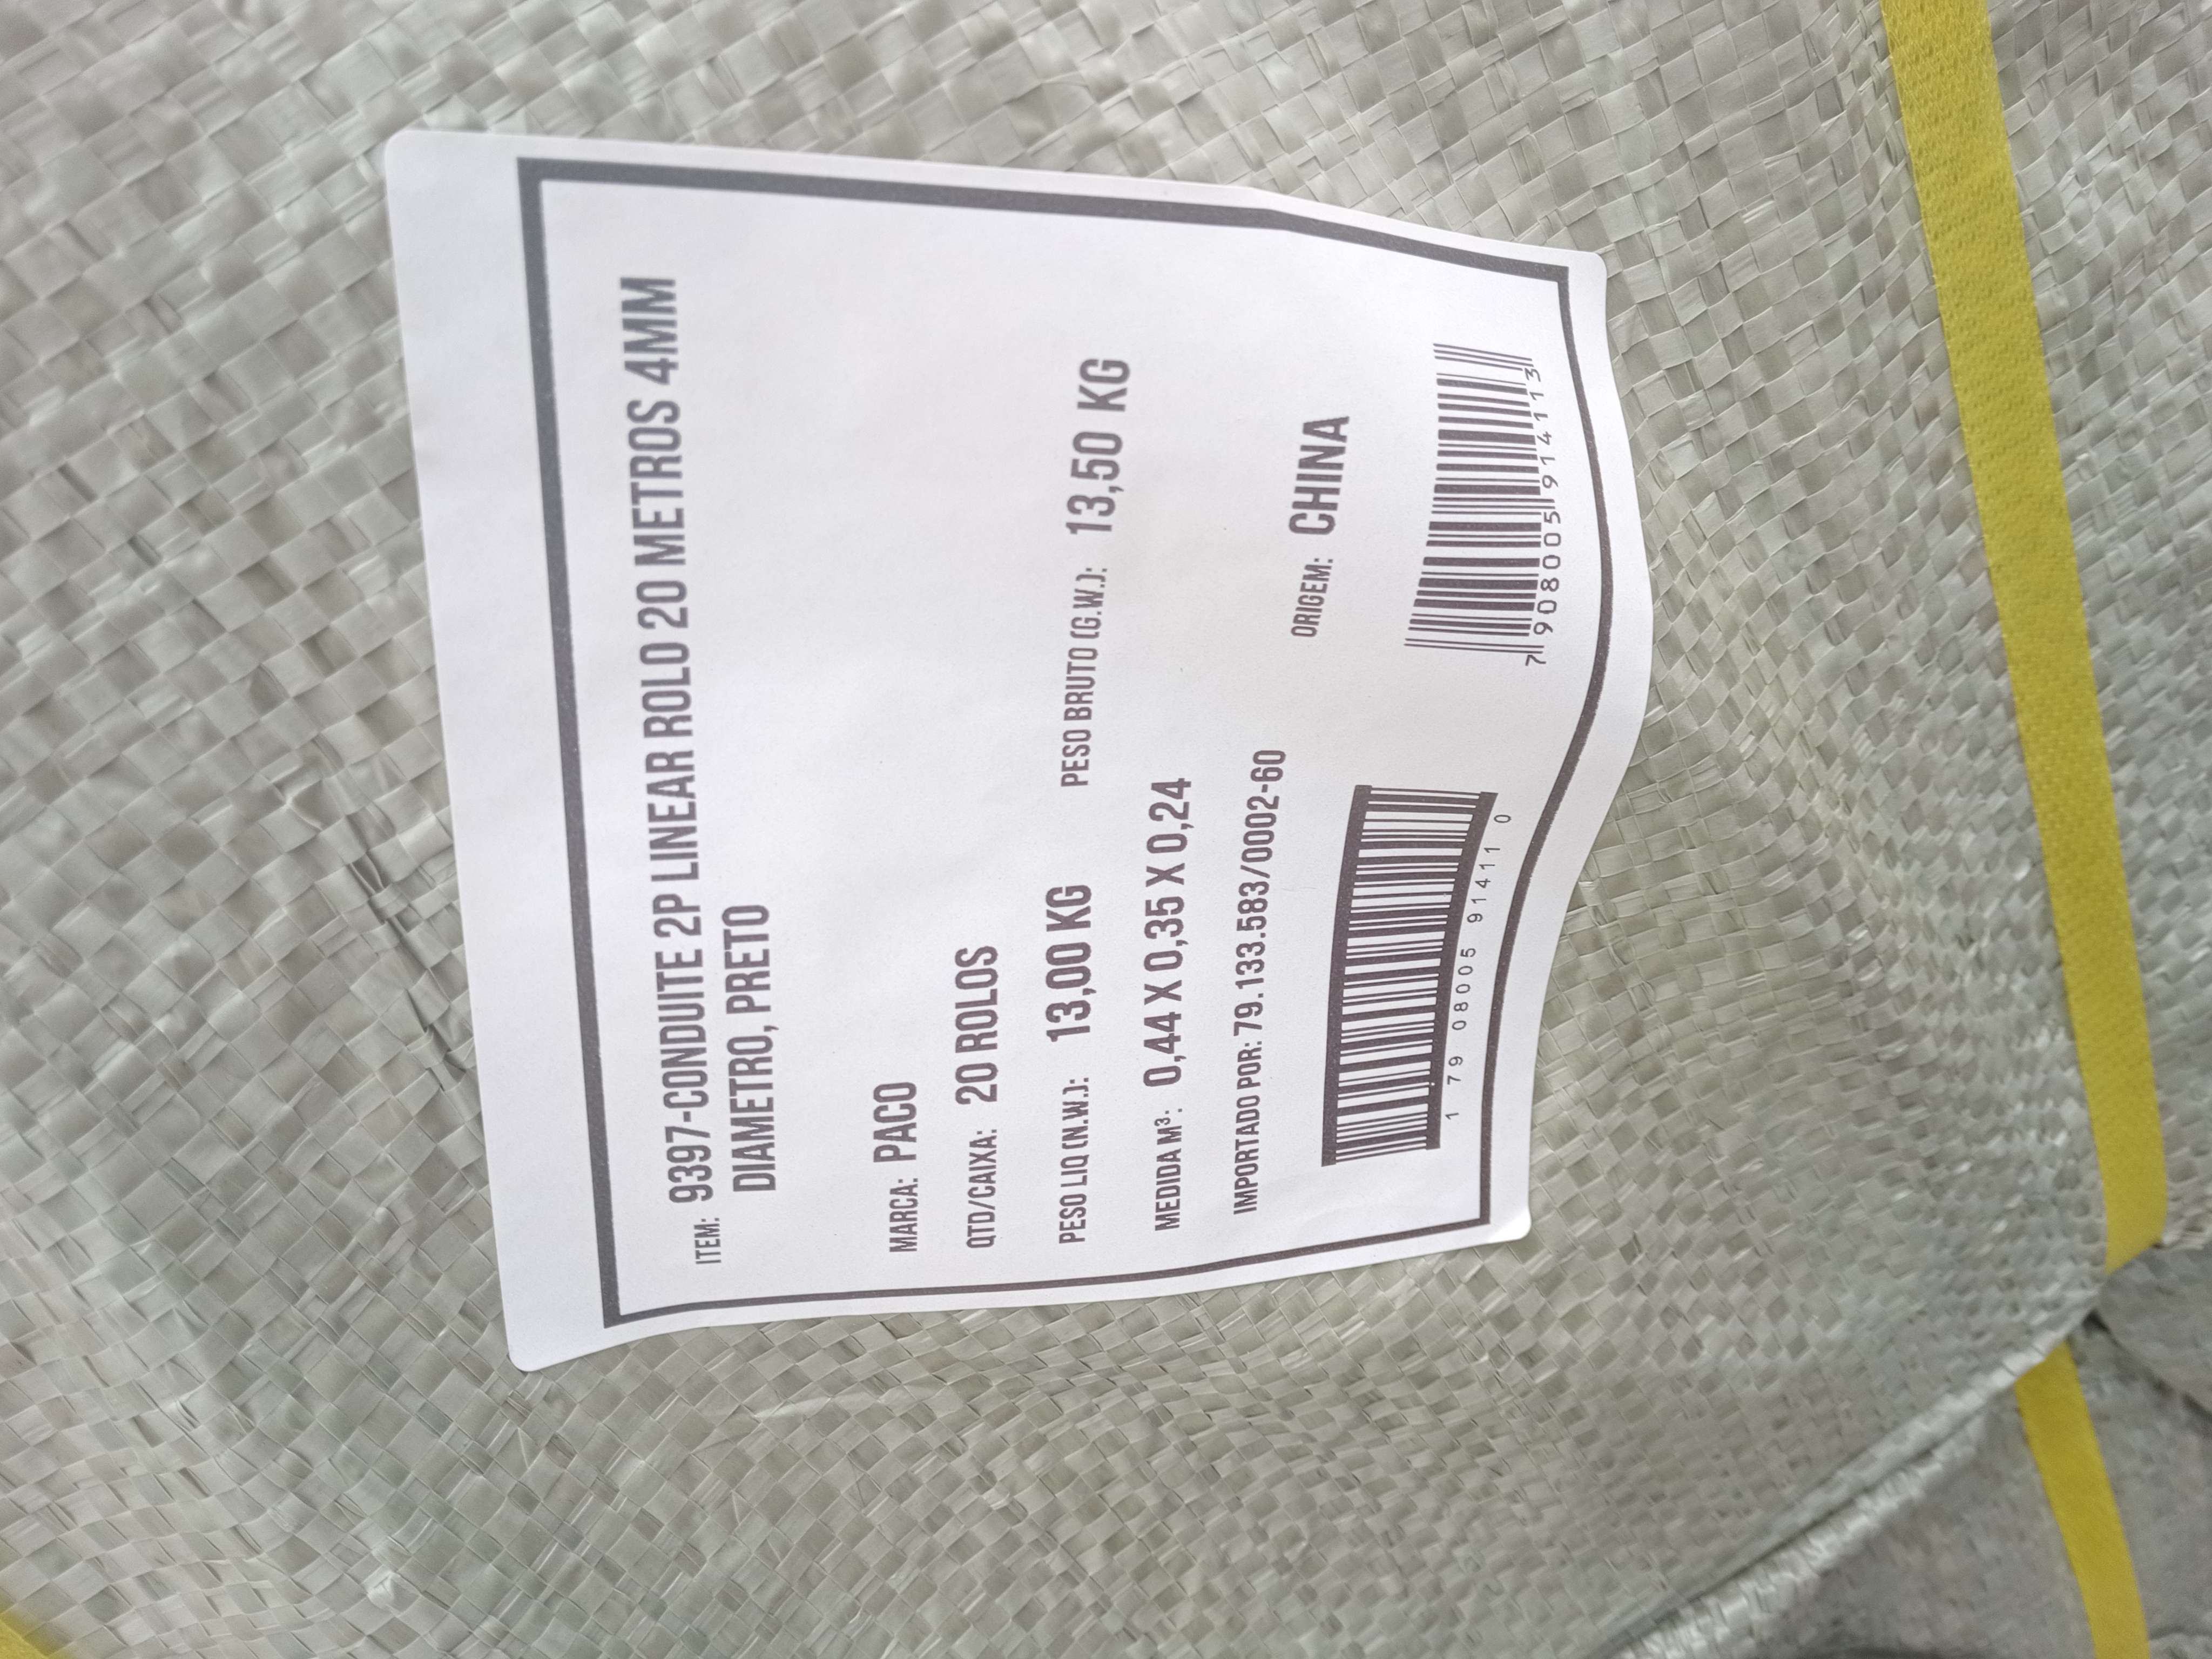 ITEM: 9397-CONDUITE 2P LINEAR ROLO 20 METROS 4MM
DIAMETRO, PRETO
MARCA: PACO
QTD/CAIXA: 20 ROLOS
PESO LIQ (N.W.): 13,00 KG PESO BRUTO (G.W.): 13,50 KG
MEDIDA M³: 0,44 X 0,35 X 0,24
IMPORTADO POR: 79.133.583/0002-60 ORIGEM: CHINA
1 79 08005 91411 0
7 908005 914113